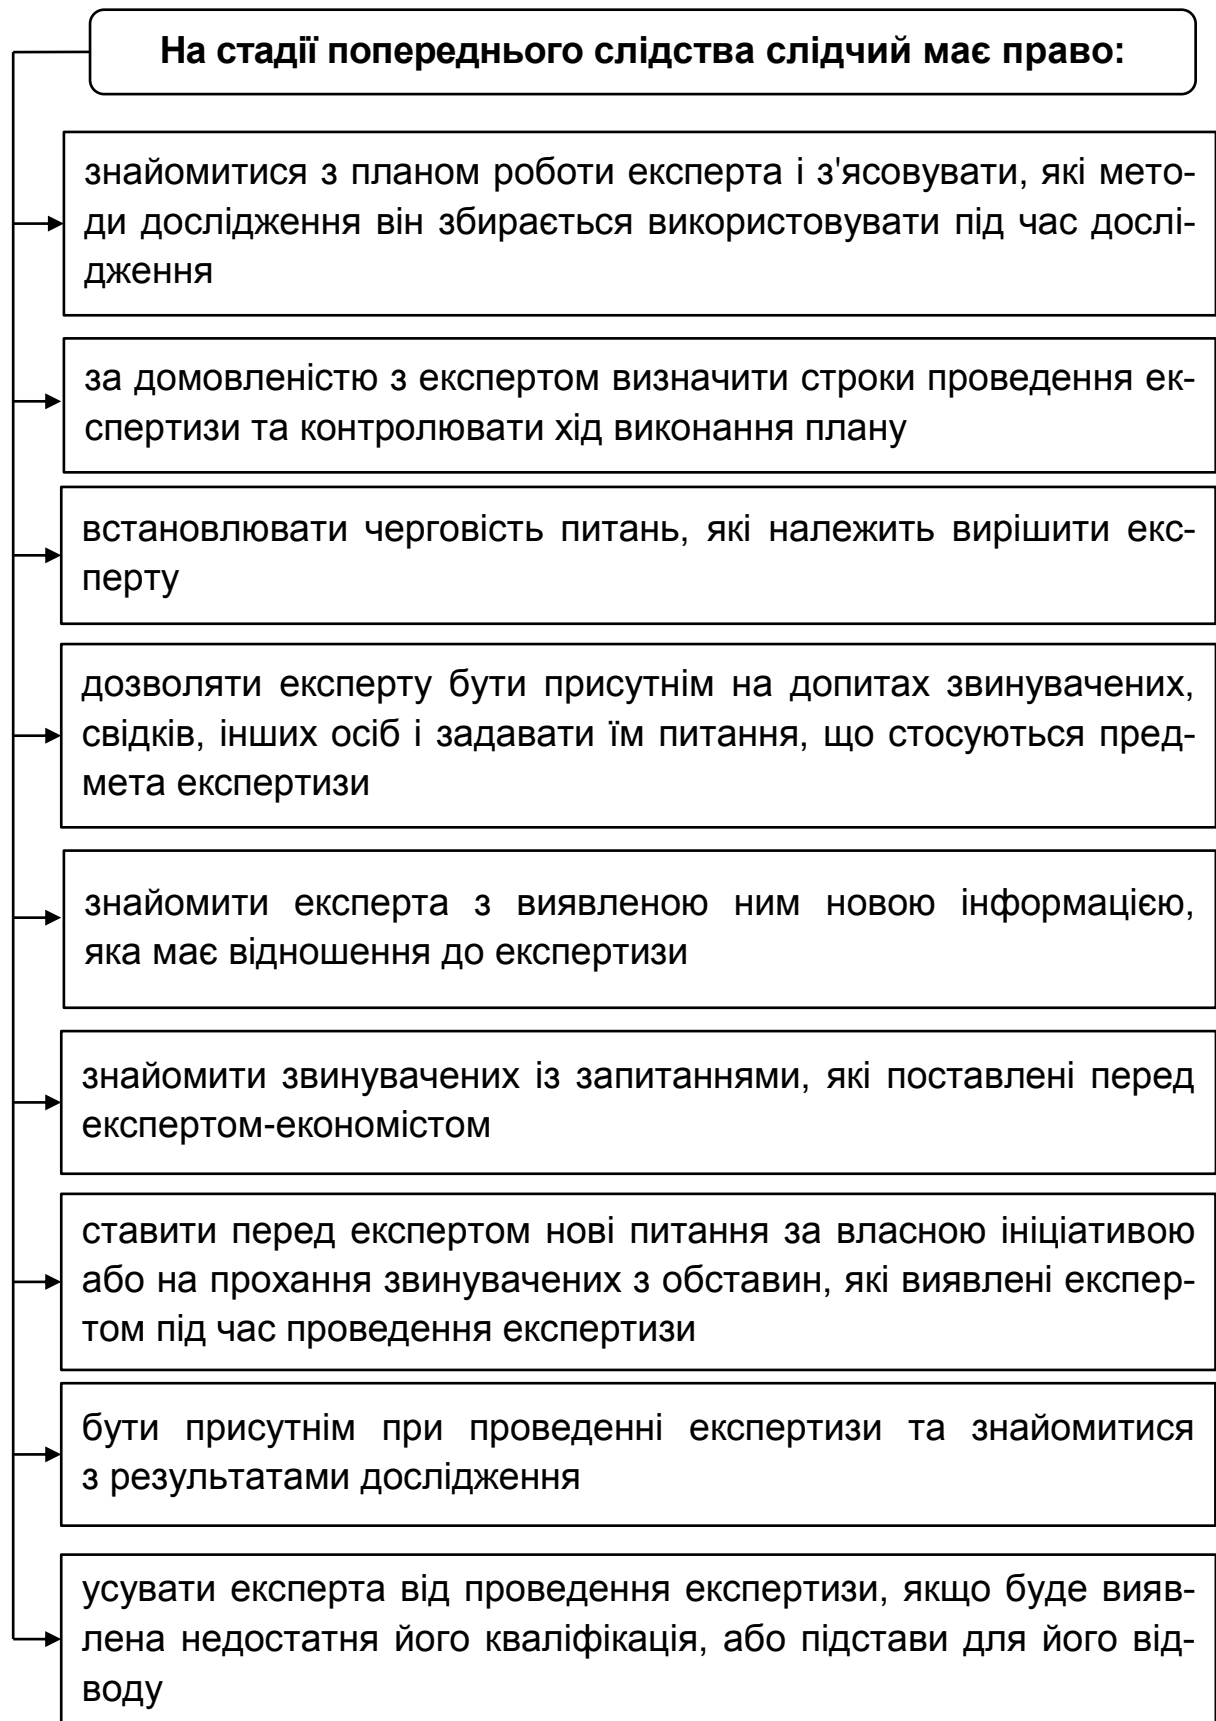 На стадії попереднього слідства слідчий має право:
знайомитися з планом роботи експерта і з'ясовувати, які мето-
ди дослідження він збирається використовувати під час дослі-
дження
за домовленістю з експертом визначити строки проведення ек-
спертизи та контролювати хід виконання плану
встановлювати черговість питань, які належить вирішити екс-
перту
дозволяти експерту бути присутнім на допитах звинувачених,
свідків, інших осіб і задавати їм питання, що стосуються пред-
мета експертизи
знайомити експерта з виявленою ним новою інформацією,
яка має відношення до експертизи
знайомити звинувачених із запитаннями, які поставлені перед
експертом-економістом
ставити перед експертом нові питання за власною ініціативою
або на прохання звинувачених з обставин, які виявлені експер-
том під час проведення експертизи
бути присутнім при проведенні експертизи та знайомитися
з результатами дослідження
усувати експерта від проведення експертизи, якщо буде вияв-
лена недостатня його кваліфікація, або підстави для його від-
воду